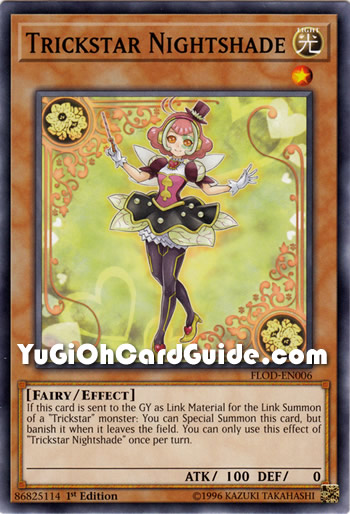 Trickstar Nightshade
LIGHT
光
YuGiOhCardGuide.com
FLOD-EN006
[Fairy/Effect]
If this card is sent to the GY as Link Material for the Link Summon
of a "Trickstar" monster: You can Special Summon this card, but
banish it when it leaves the field. You can only use this effect of
"Trickstar Nightshade" once per turn.
ATK/ 100 DEF/ 0
86825114 1st Edition ©1996 KAZUKI TAKAHASHI